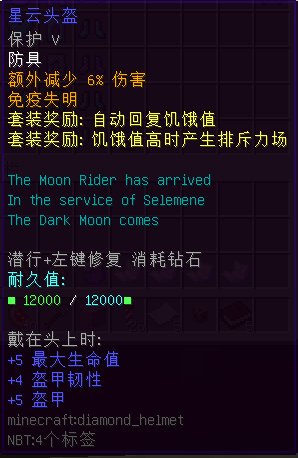 星云头盔
保护 V
防具
额外减少 6% 伤害
免疫失明
套装奖励: 自动回复饥饿值
套装奖励: 饥饿值高时产生排斥力场
The Moon Rider has arrived
In the service of Selemene
The Dark Moon comes
潜行+左键修复 消耗钻石
耐久值:
■ 12000 / 12000■
戴在头上时:
+5 最大生命值
+4 盔甲韧性
+5 盔甲
minecraft:diamond_helmet
NBT:4个标签